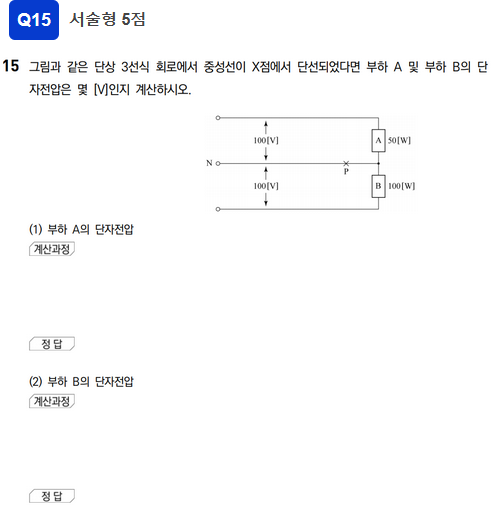 Q15 서술형 5점
15 그림과 같은 단상 3선식 회로에서 중성선이 X점에서 단선되었다면 부하 A 및 부하 B의 단
자전압은 몇 [V]인지 계산하시오.
100[V]
A 50[W]
N
P
100[V]
B 100[W]
(1) 부하 A의 단자전압
계산과정
정 답
(2) 부하 B의 단자전압
계산과정
정 답